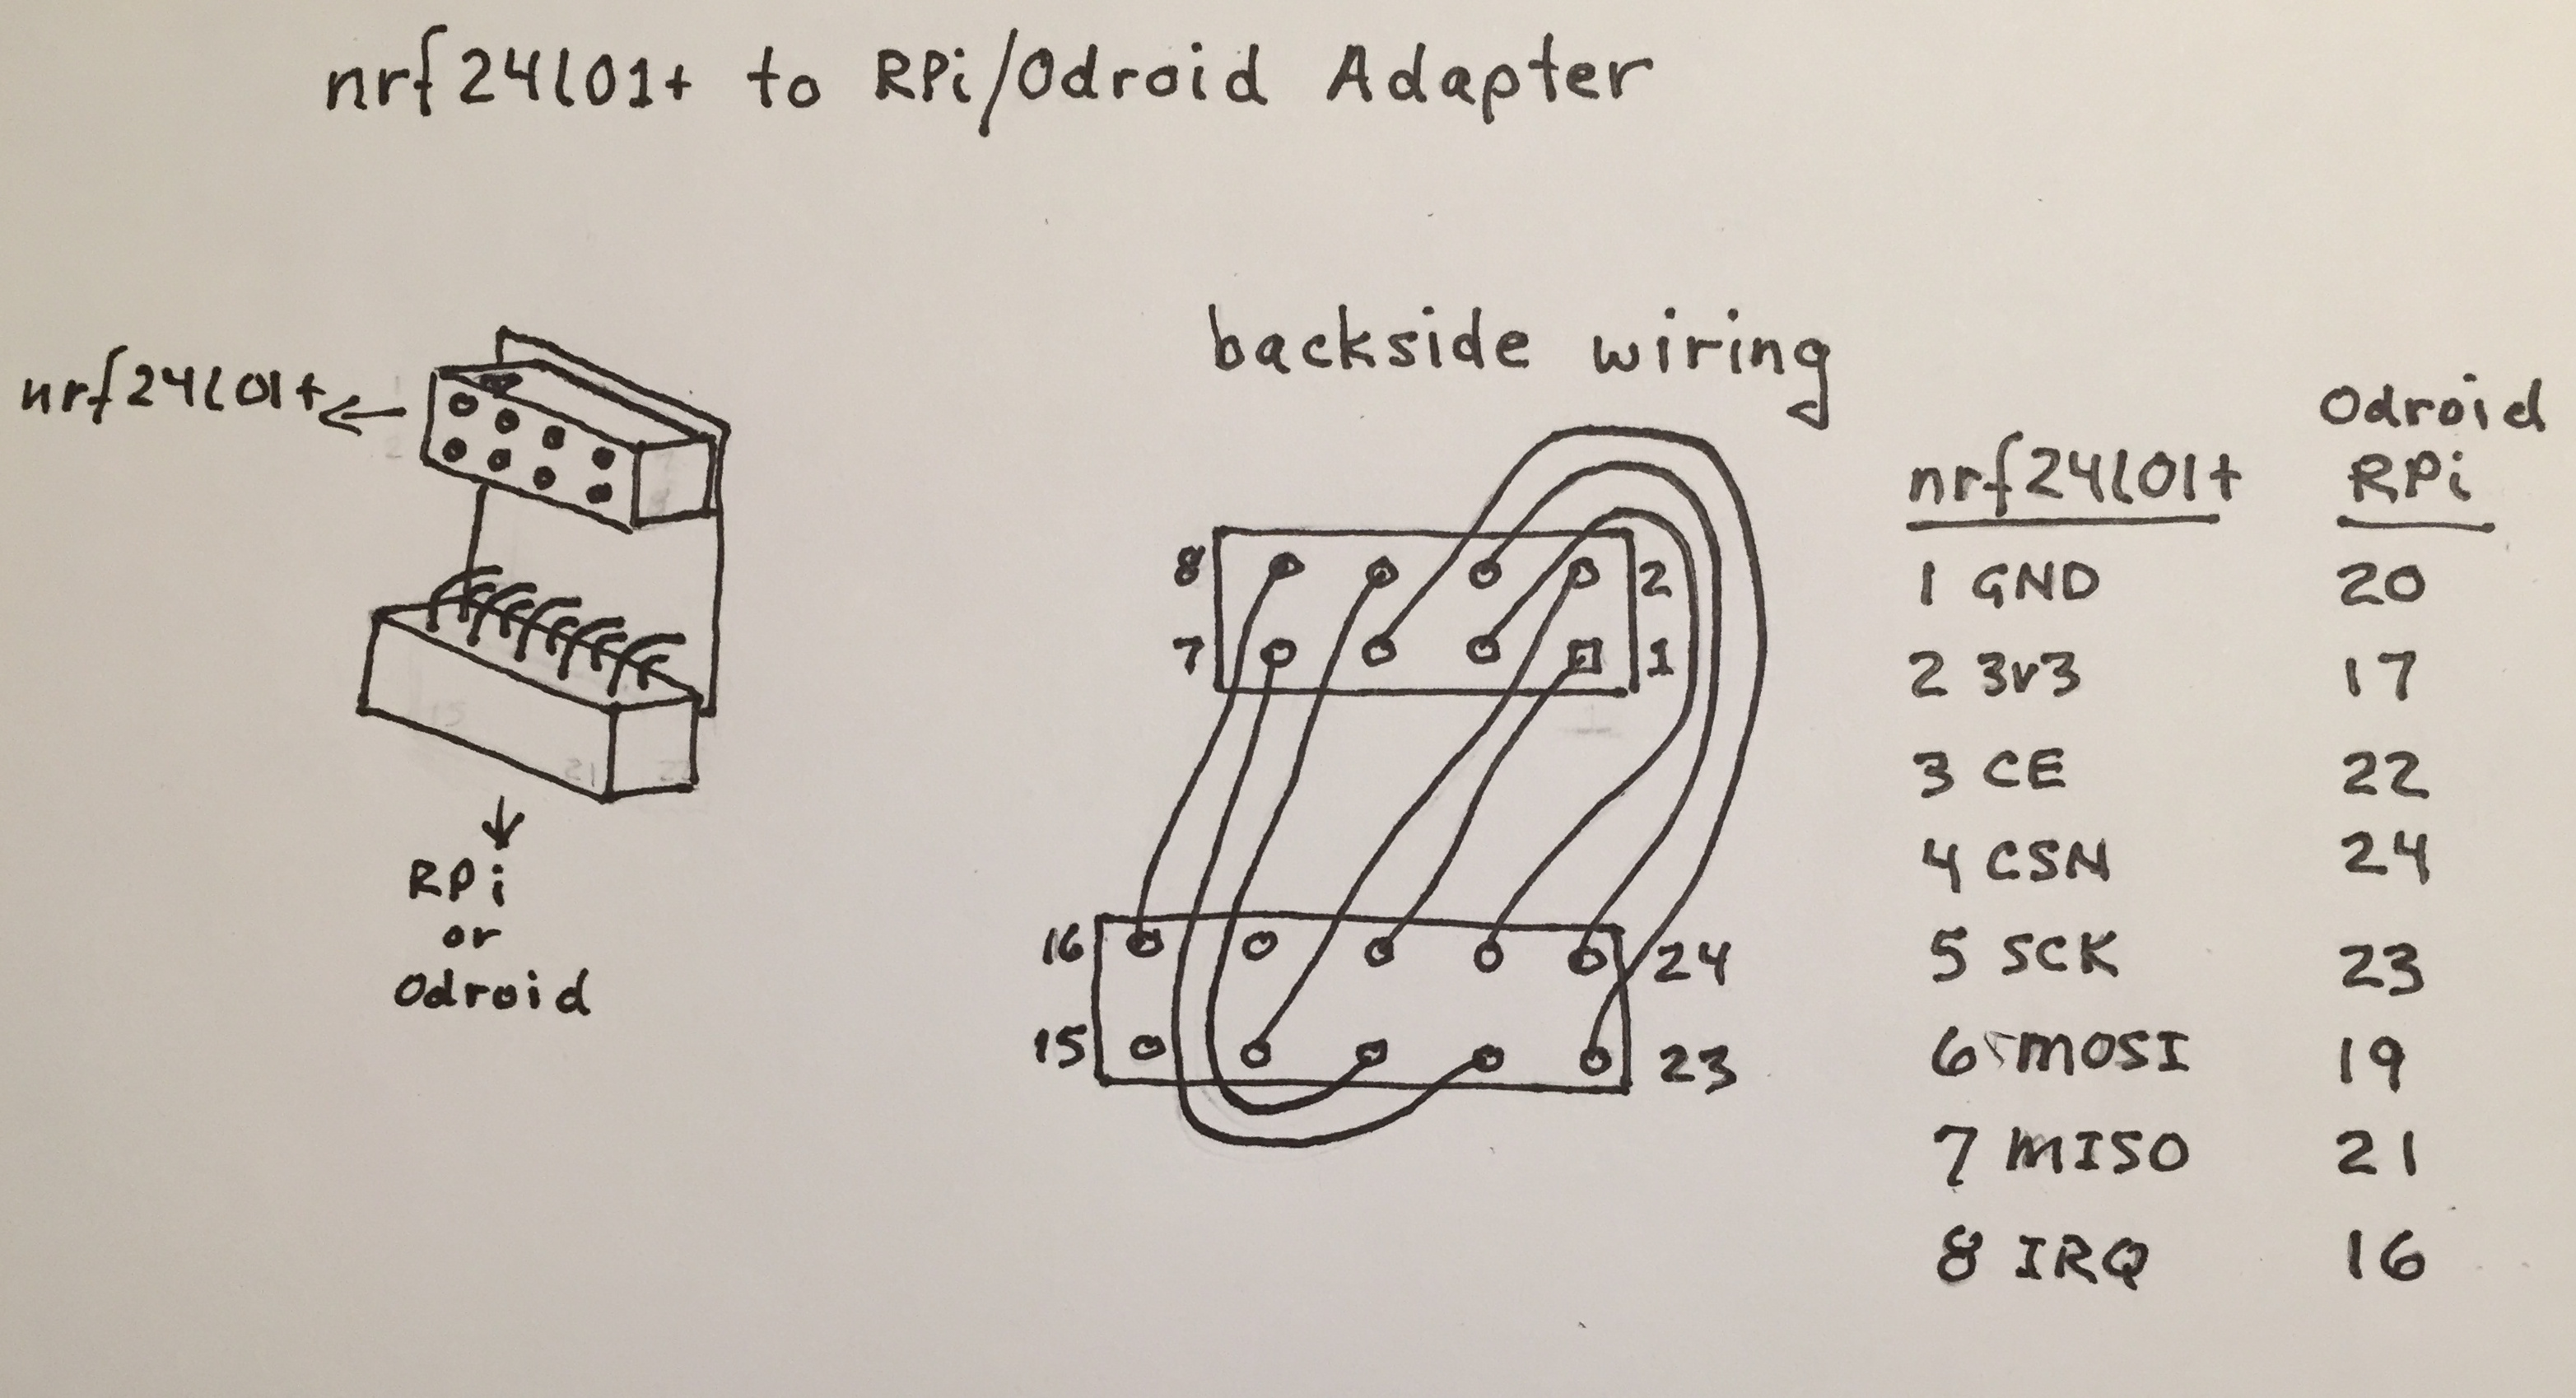 nrf24l01+ to RPi/Odroid Adapter
nrf24l01+ ←
RPi →
or
Odroid
backside wiring
8
7
2
1
16
15
24
23
nrf24l01+
Odroid
RPi
1 GND 20
2 3v3 17
3 CE 22
4 CSN 24
5 SCK 23
6 MOSI 19
7 MISO 21
8 IRQ 16